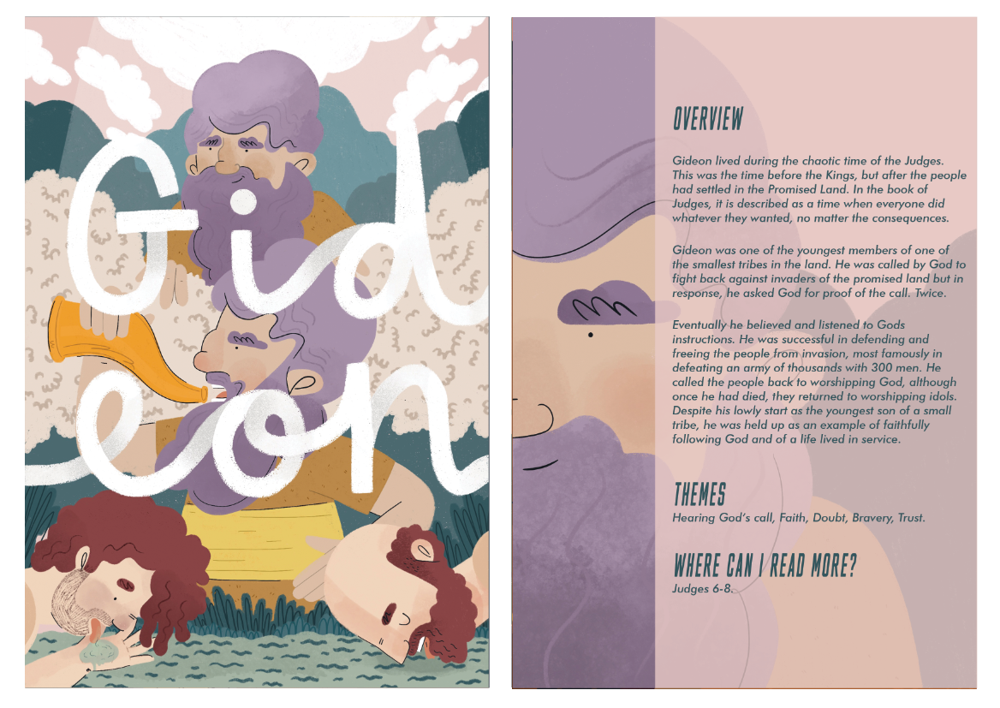 Gid
eon
OVERVIEW
Gideon lived during the chaotic time of the Judges.
This was the time before the Kings, but after the people
had settled in the Promised Land. In the book of
Judges, it is described as a time when everyone did
whatever they wanted, no matter the consequences.
Gideon was one of the youngest members of one of
the smallest tribes in the land. He was called by God to
fight back against invaders of the promised land but in
response, he asked God for proof of the call. Twice.
Eventually he believed and listened to Gods
instructions. He was successful in defending and
freeing the people from invasion, most famously in
defeating an army of thousands with 300 men. He
called the people back to worshipping God, although
once he had died, they returned to worshipping idols.
Despite his lowly start as the youngest son of a small
tribe, he was held up as an example of faithfully
following God and of a life lived in service.
THEMES
Hearing God's call, Faith, Doubt, Bravery, Trust.
WHERE CAN I READ MORE?
Judges 6-8.